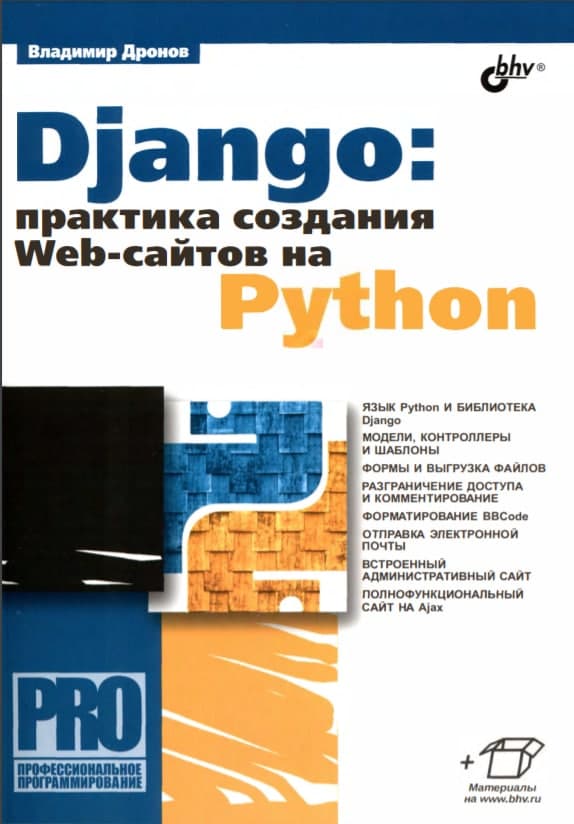 Владимир Дронов
bhv®
Django:
практика создания
Web-сайтов на
Python
ЯЗЫК Python И БИБЛИОТЕКА
Django
МОДЕЛИ, КОНТРОЛЛЕРЫ
И ШАБЛОНЫ
ФОРМЫ И ВЫГРУЗКА ФАЙЛОВ
РАЗГРАНИЧЕНИЕ ДОСТУПА
И КОММЕНТИРОВАНИЕ
ФОРМАТИРОВАНИЕ BBCode
ОТПРАВКА ЭЛЕКТРОННОЙ
ПОЧТЫ
ВСТРОЕННЫЙ
АДМИНИСТРАТИВНЫЙ САЙТ
ПОЛНОФУНКЦИОНАЛЬНЫЙ
САЙТ НА Ajax
PRO
ПРОФЕССИОНАЛЬНОЕ
ПРОГРАММИРОВАНИЕ
+
Материалы
на www.bhv.ru